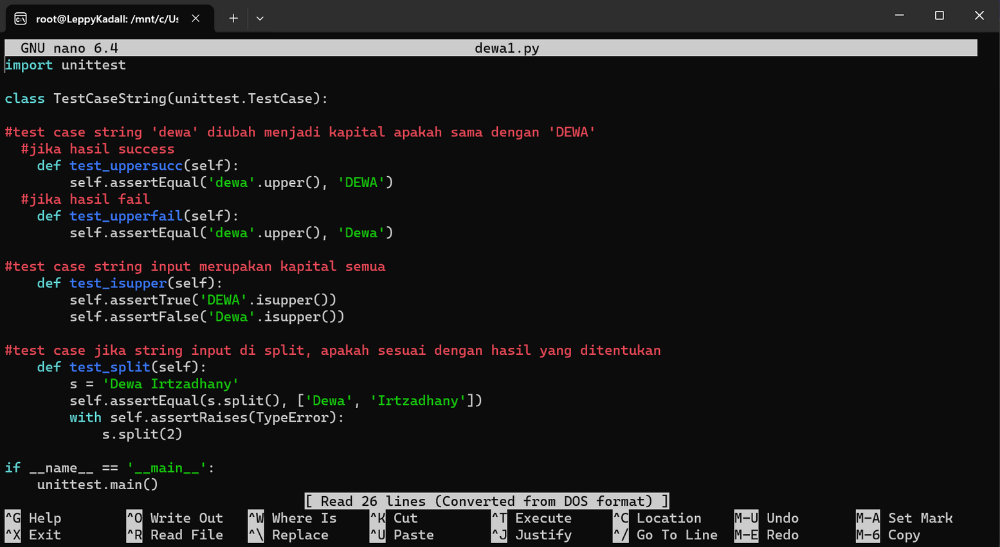 root@LeppyKadall: /mnt/c/Us
GNU nano 6.4 dewa1.py
import unittest
class TestCaseString(unittest.TestCase):
#test case string 'dewa' diubah menjadi kapital apakah sama dengan 'DEWA'
  #jika hasil success
    def test_uppersucc(self):
        self.assertEqual('dewa'.upper(), 'DEWA')
  #jika hasil fail
    def test_upperfail(self):
        self.assertEqual('dewa'.upper(), 'Dewa')
#test case string input merupakan kapital semua
    def test_isupper(self):
        self.assertTrue('DEWA'.isupper())
        self.assertFalse('Dewa'.isupper())
#test case jika string input di split, apakah sesuai dengan hasil yang ditentukan
    def test_split(self):
        s = 'Dewa Irtzadhany'
        self.assertEqual(s.split(), ['Dewa', 'Irtzadhany'])
        with self.assertRaises(TypeError):
            s.split(2)
if __name__ == '__main__':
    unittest.main()
[ Read 26 lines (Converted from DOS format) ]
^G Help ^O Write Out ^W Where Is ^K Cut ^T Execute ^C Location M-U Undo M-A Set Mark
^X Exit ^R Read File ^\ Replace ^U Paste ^J Justify ^/ Go To Line M-E Redo M-6 Copy